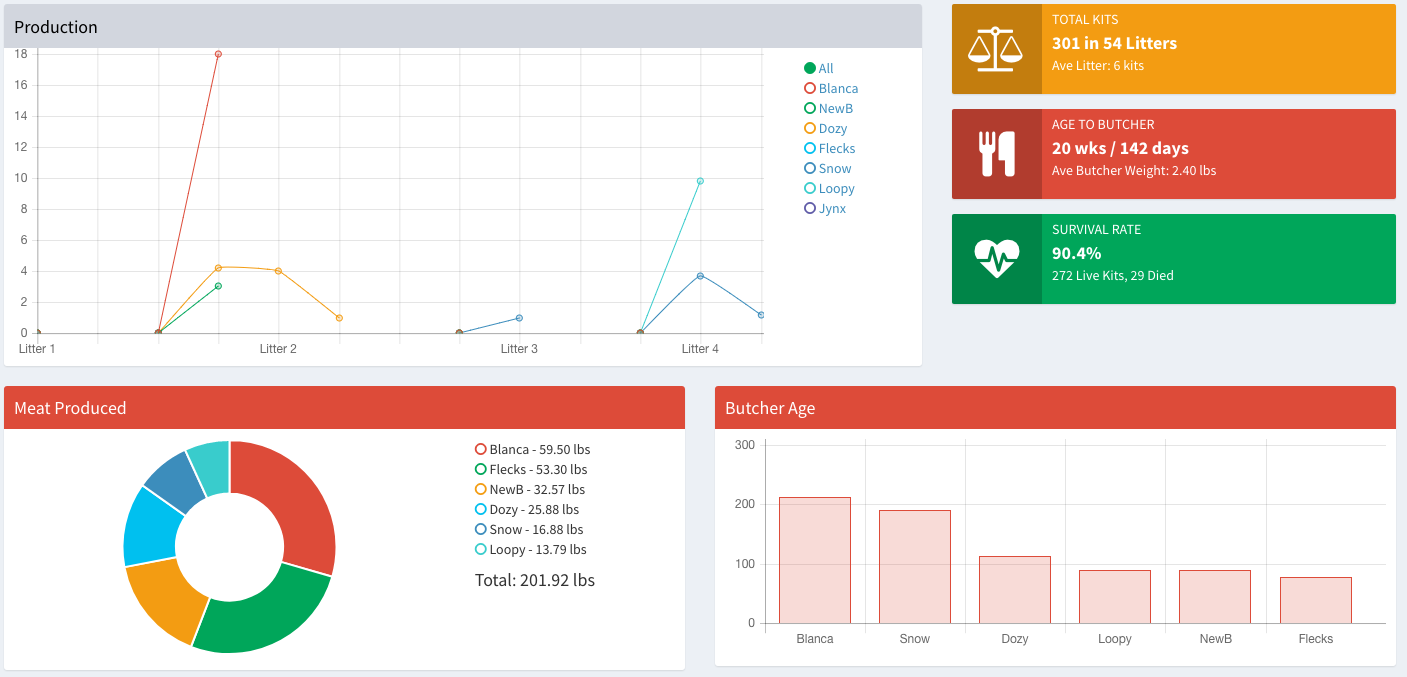 Production
18
16
14
12
10
8
6
4
2
0
Litter 1
Litter 2
Litter 3
Litter 4
All
Blanca
NewB
Dozy
Flecks
Snow
Loopy
Jynx
TOTAL KITS
301 in 54 Litters
Ave Litter: 6 kits
AGE TO BUTCHER
20 wks / 142 days
Ave Butcher Weight: 2.40 lbs
SURVIVAL RATE
90.4%
272 Live Kits, 29 Died
Meat Produced
Blanca - 59.50 lbs
Flecks - 53.30 lbs
NewB - 32.57 lbs
Dozy - 25.88 lbs
Snow - 16.88 lbs
Loopy - 13.79 lbs
Total: 201.92 lbs
Butcher Age
300
200
100
0
Blanca
Snow
Dozy
Loopy
NewB
Flecks